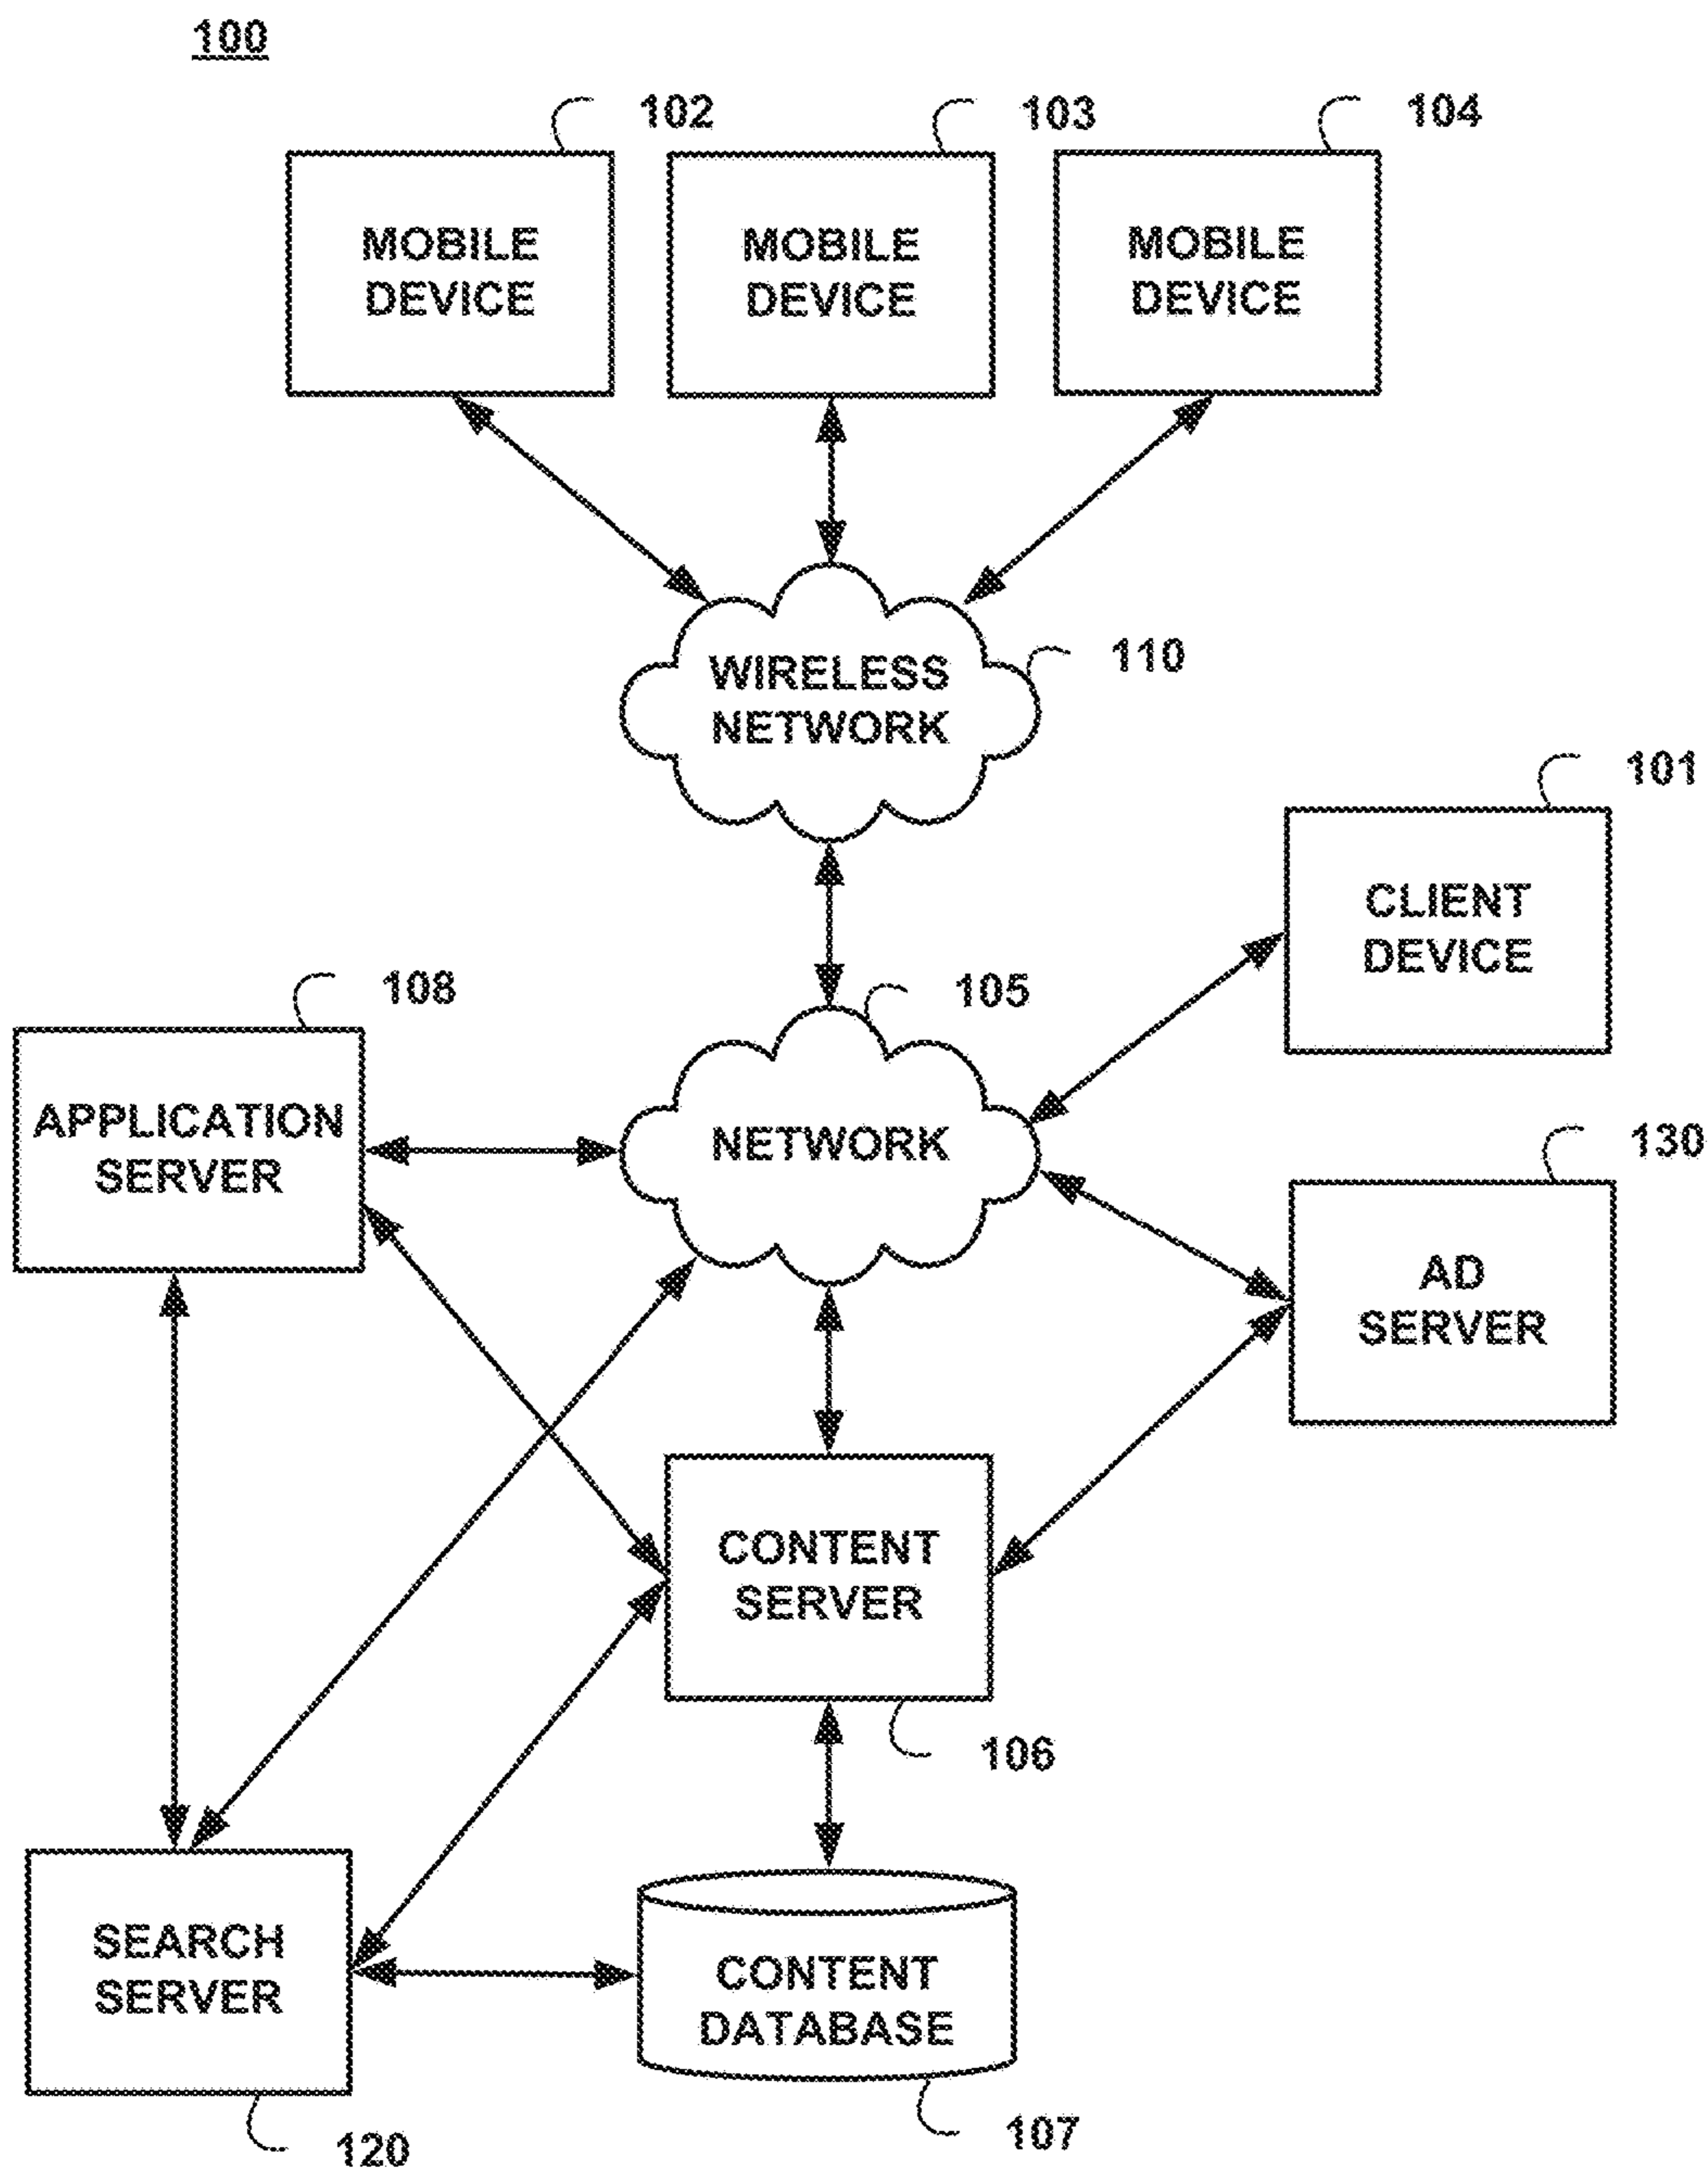 100
102
103
104
MOBILE
DEVICE
MOBILE
DEVICE
MOBILE
DEVICE
WIRELESS
NETWORK
110
101
CLIENT
DEVICE
108
105
APPLICATION
SERVER
NETWORK
130
AD
SERVER
CONTENT
SERVER
106
SEARCH
SERVER
CONTENT
DATABASE
120
107